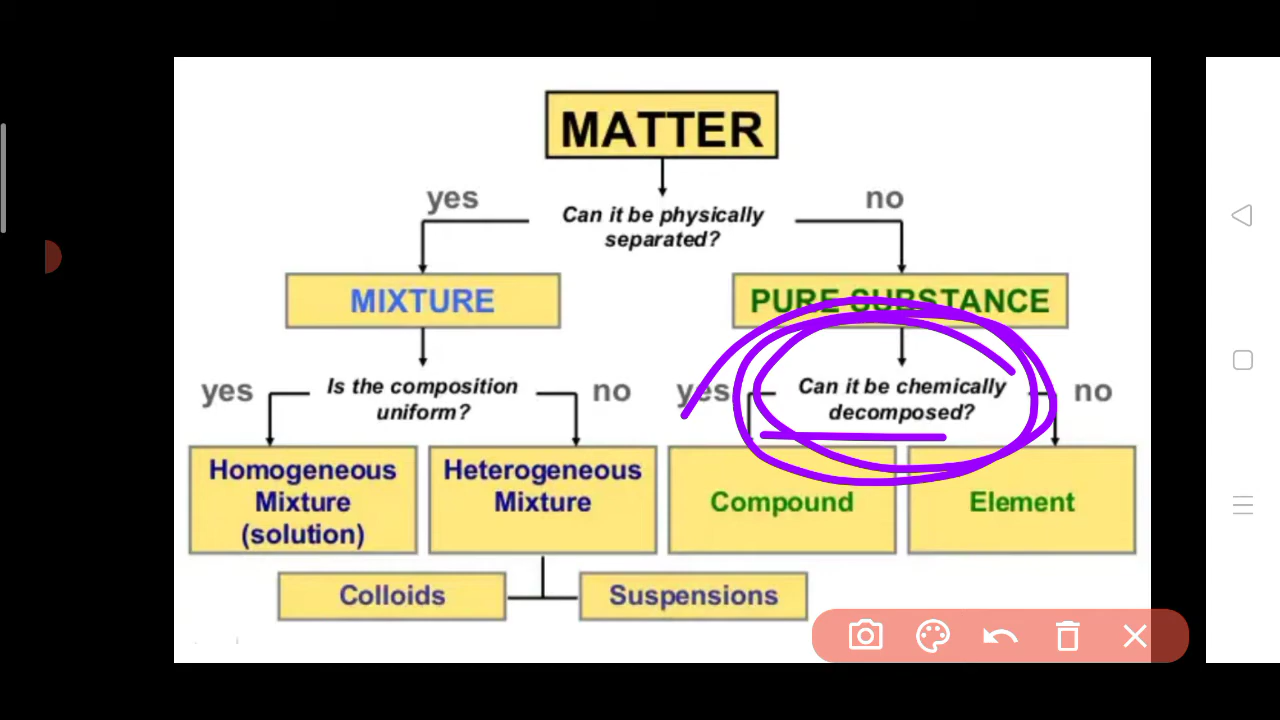 MATTER
yes
no
Can it be physically
separated?
MIXTURE
PURE SUBSTANCE
yes
Is the composition
uniform?
no
yes
Can it be chemically
decomposed?
no
Homogeneous
Mixture
(solution)
Heterogeneous
Mixture
Compound
Element
Colloids
Suspensions